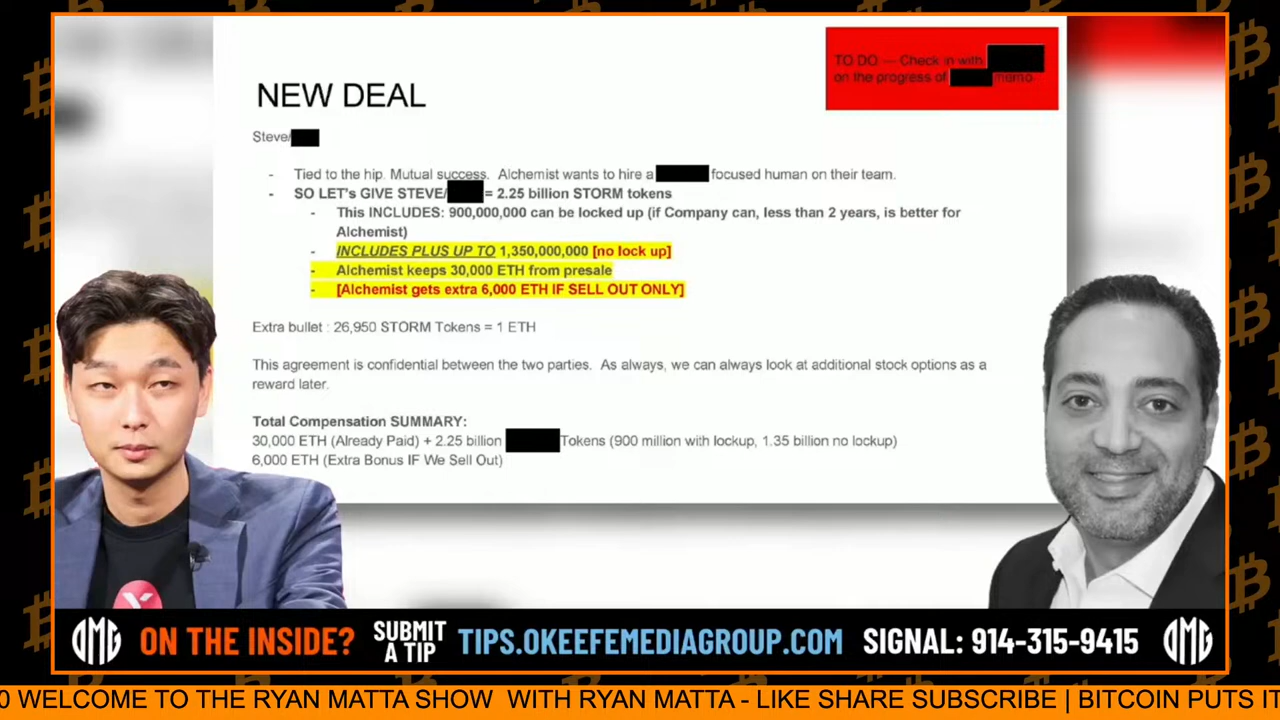 TO DO — Check in with
on the progress of memo.
NEW DEAL
Steve/
- Tied to the hip. Mutual success. Alchemist wants to hire a focused human on their team.
- SO LET's GIVE STEVE/ = 2.25 billion STORM tokens
- This INCLUDES: 900,000,000 can be locked up (if Company can, less than 2 years, is better for
Alchemist)
- INCLUDES PLUS UP TO 1,350,000,000 [no lock up]
- Alchemist keeps 30,000 ETH from presale
- [Alchemist gets extra 6,000 ETH IF SELL OUT ONLY]
Extra bullet : 26,950 STORM Tokens = 1 ETH
This agreement is confidential between the two parties. As always, we can always look at additional stock options as a
reward later.
Total Compensation SUMMARY:
30,000 ETH (Already Paid) + 2.25 billion Tokens (900 million with lockup, 1.35 billion no lockup)
6,000 ETH (Extra Bonus IF We Sell Out)
OMG ON THE INSIDE? SUBMIT A TIP TIPS.OKEEFEMEDIAGROUP.COM SIGNAL: 914-315-9415 OMG
0 WELCOME TO THE RYAN MATTA SHOW WITH RYAN MATTA - LIKE SHARE SUBSCRIBE | BITCOIN PUTS IT